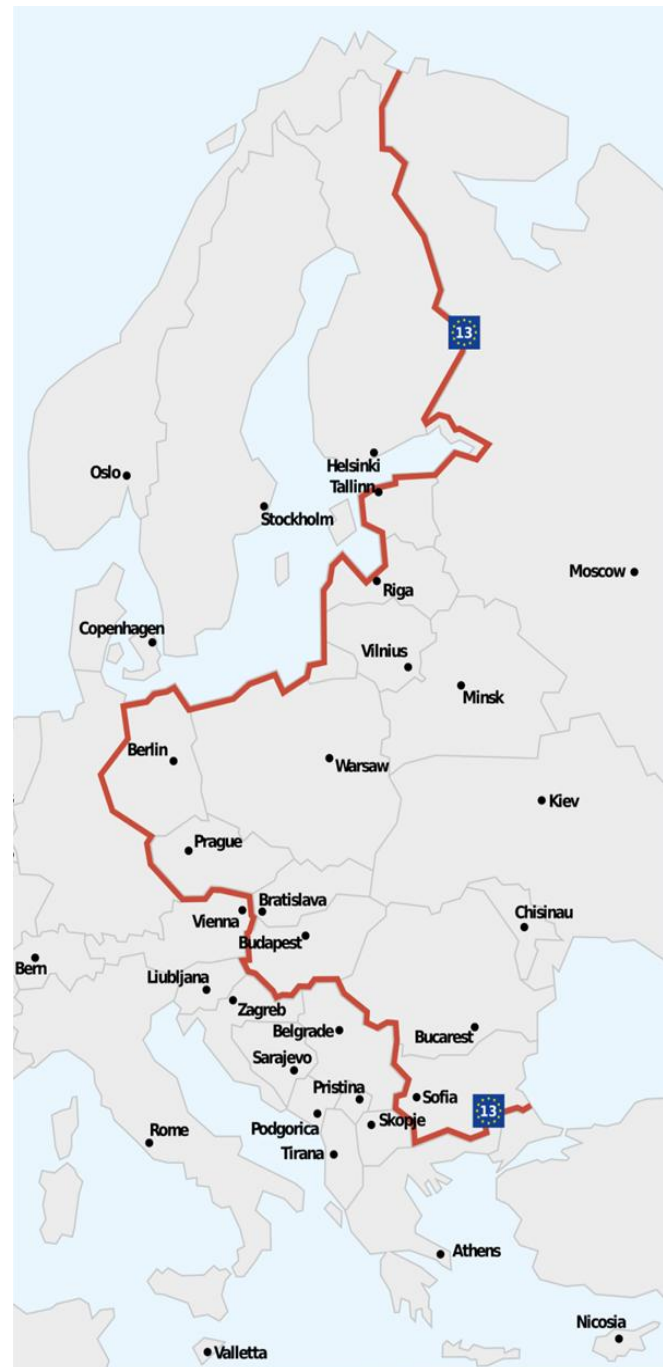 13
Helsinki
Oslo
Tallinn
Stockholm
Moscow
Riga
Copenhagen
Vilnius
Minsk
Berlin
Warsaw
Kiev
Prague
Bratislava
Vienna
Chisinau
Budapest
Bern
Liubljana
Zagreb
Belgrade
Bucarest
Sarajevo
Pristina
Sofia
13
Podgorica
Skopje
Rome
Tirana
Athens
Nicosia
Valletta